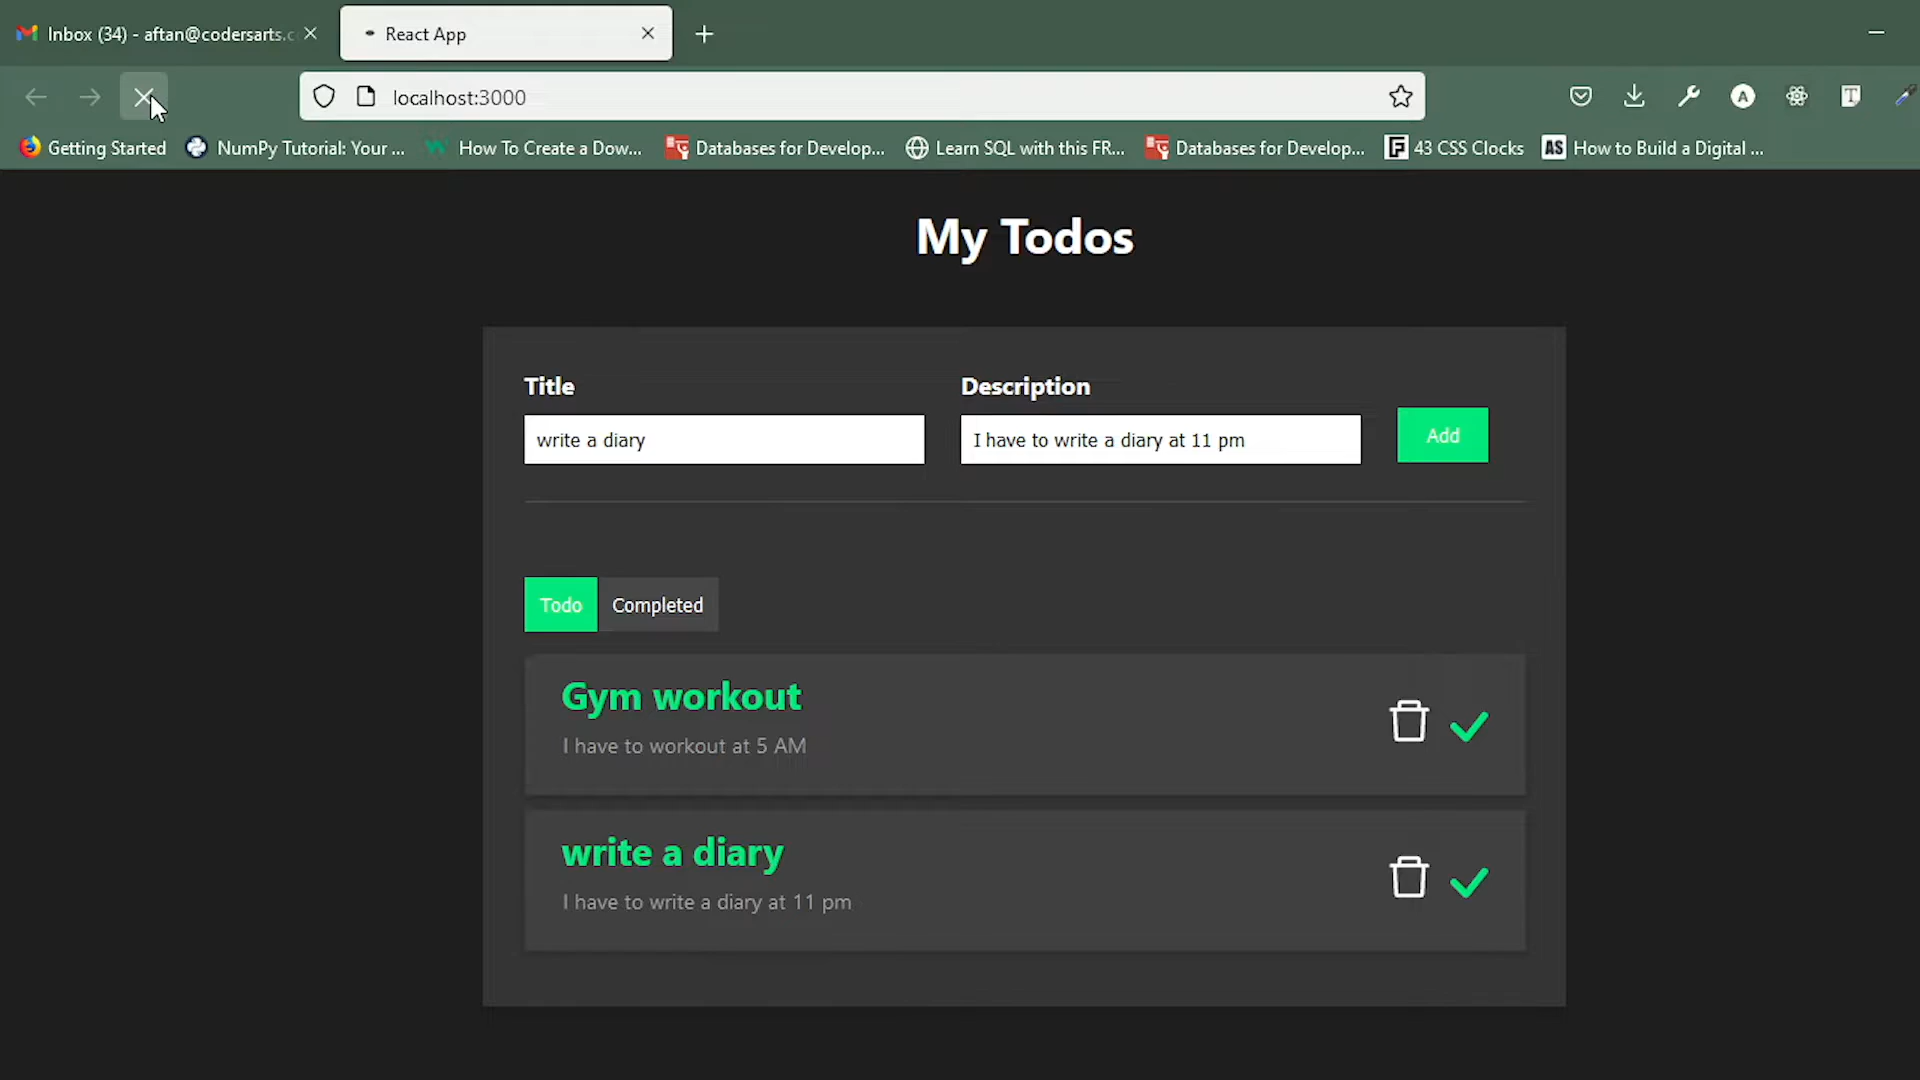 Inbox (34) - aftan@codersarts.c
React App
localhost:3000
A
T
Getting Started
NumPy Tutorial: Your ...
W How To Create a Dow...
Databases for Develop...
Learn SQL with this FR...
Databases for Develop...
F 43 CSS Clocks
AS How to Build a Digital ...
My Todos
Title
Description
write a diary
I have to write a diary at 11 pm
Add
Todo
Completed
Gym workout
I have to workout at 5 AM
write a diary
I have to write a diary at 11 pm